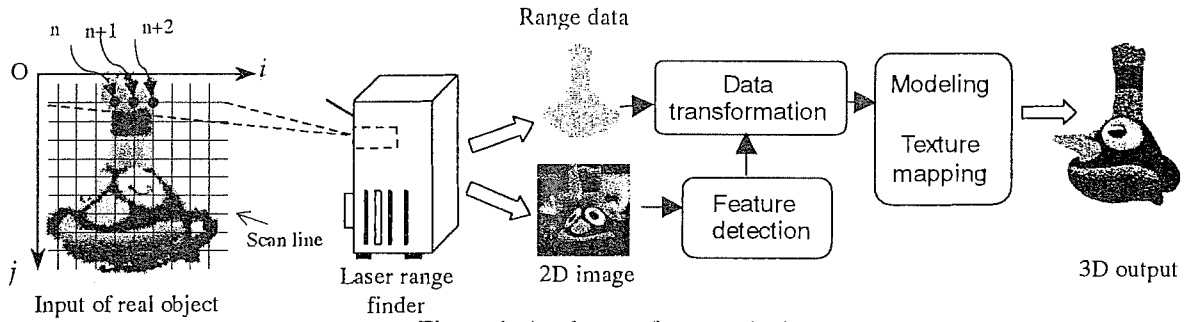 n
n+1
n+2
O
i
j
Scan line
Input of real object
Laser range
finder
Range data
2D image
Data
transformation
Feature
detection
Modeling
Texture
mapping
3D output